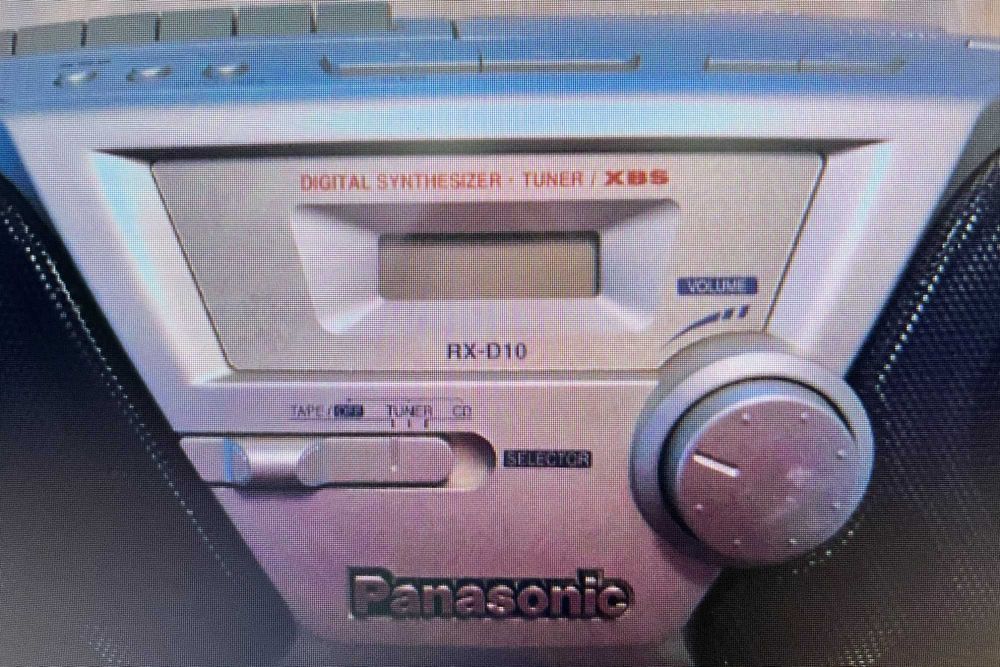 DIGITAL SYNTHESIZER - TUNER / XBS
VOLUME
RX-D10
TAPE / TUNER CD
SELECTOR
Panasonic